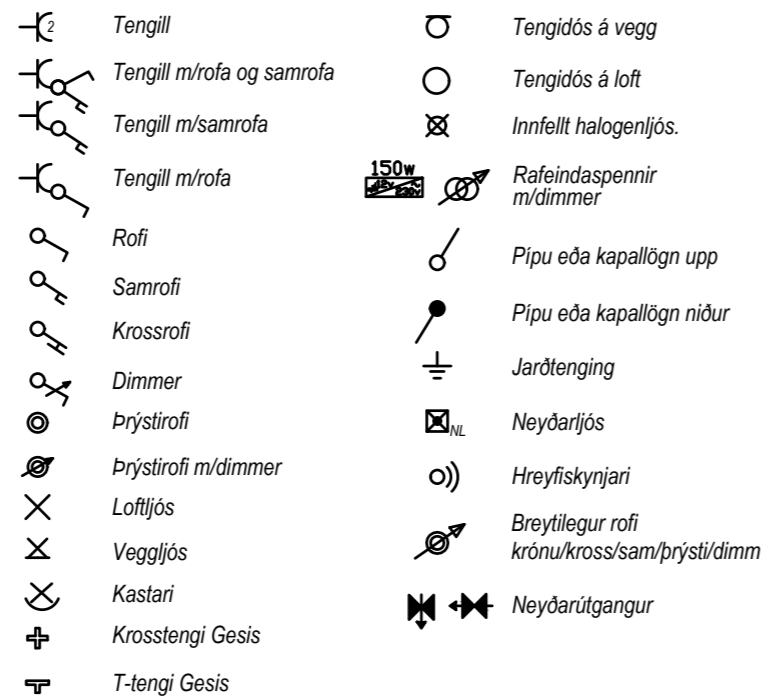 2 Tengill
Tengill m/rofa og samrofa
Tengill m/samrofa
Tengill m/rofa
Rofi
Samrofi
Krossrofi
Dimmer
Þrýstirofi
Þrýstirofi m/dimmer
Loftljós
Veggljós
Kastari
Krosstengi Gesis
T-tengi Gesis
Tengidós á vegg
Tengidós á loft
Innfellt halogenljós.
150w
12v
230v
Rafeindaspennir
m/dimmer
Pípu eða kapallögn upp
Pípu eða kapallögn niður
Jarðtenging
NL Neyðarljós
Hreyfiskynjari
Breytilegur rofi
krónu/kross/sam/þrýsti/dimm
Neyðarútgangur